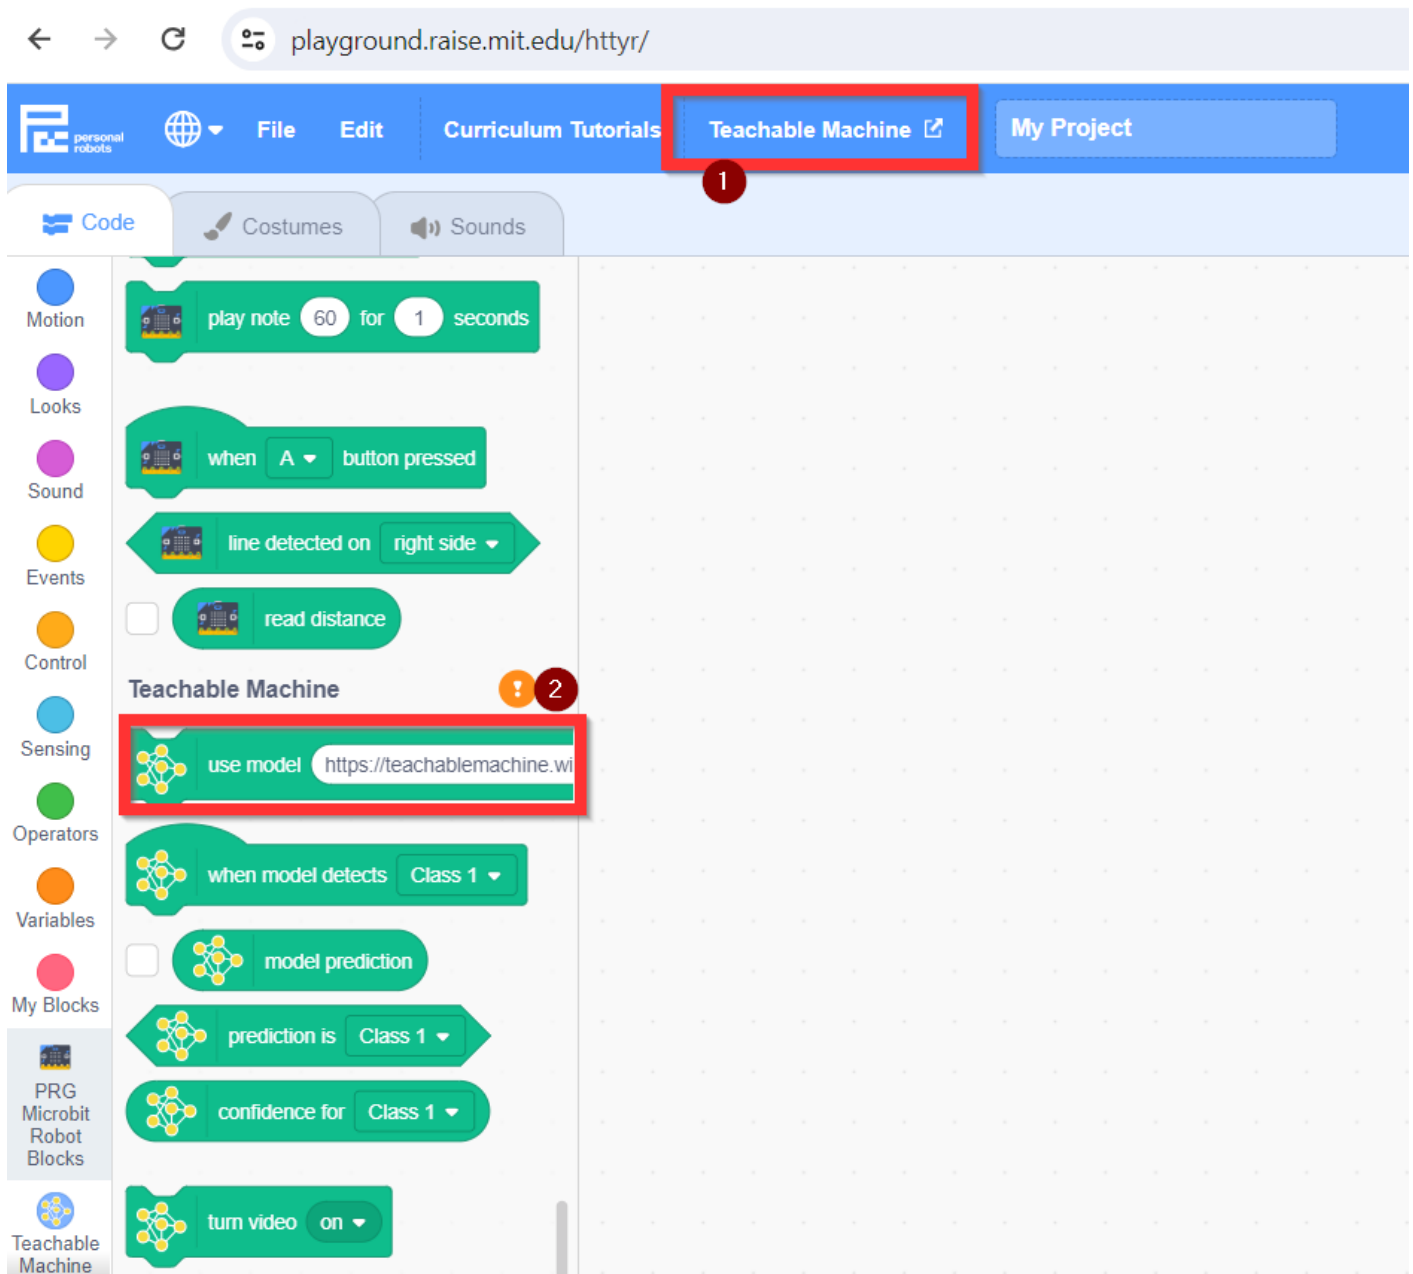 playground.raise.mit.edu/httyr/
personal robots File Edit Curriculum Tutorials Teachable Machine My Project
1
Code Costumes Sounds
Motion
Looks
Sound
Events
Control
Sensing
Operators
Variables
My Blocks
PRG
Microbit
Robot
Blocks
Teachable
Machine
play note 60 for 1 seconds
when A button pressed
line detected on right side
read distance
Teachable Machine ! 2
use model https://teachablemachine.wi
when model detects Class 1
model prediction
prediction is Class 1
confidence for Class 1
turn video on